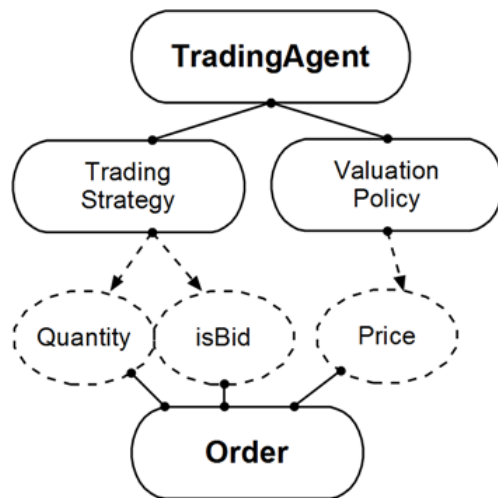 TradingAgent
Trading
Strategy
Valuation
Policy
Quantity
isBid
Price
Order